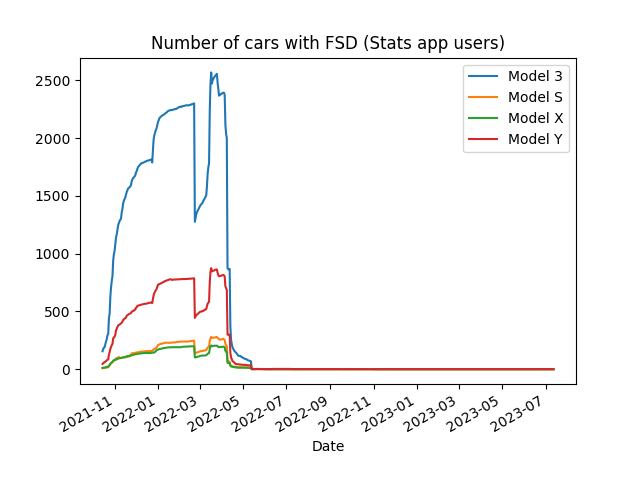 Number of cars with FSD (Stats app users)
Model 3
Model S
Model X
Model Y
2500
2000
1500
1000
500
0
2021-11
2022-01
2022-03
2022-05
2022-07
2022-09
2022-11
2023-01
2023-03
2023-05
2023-07
Date